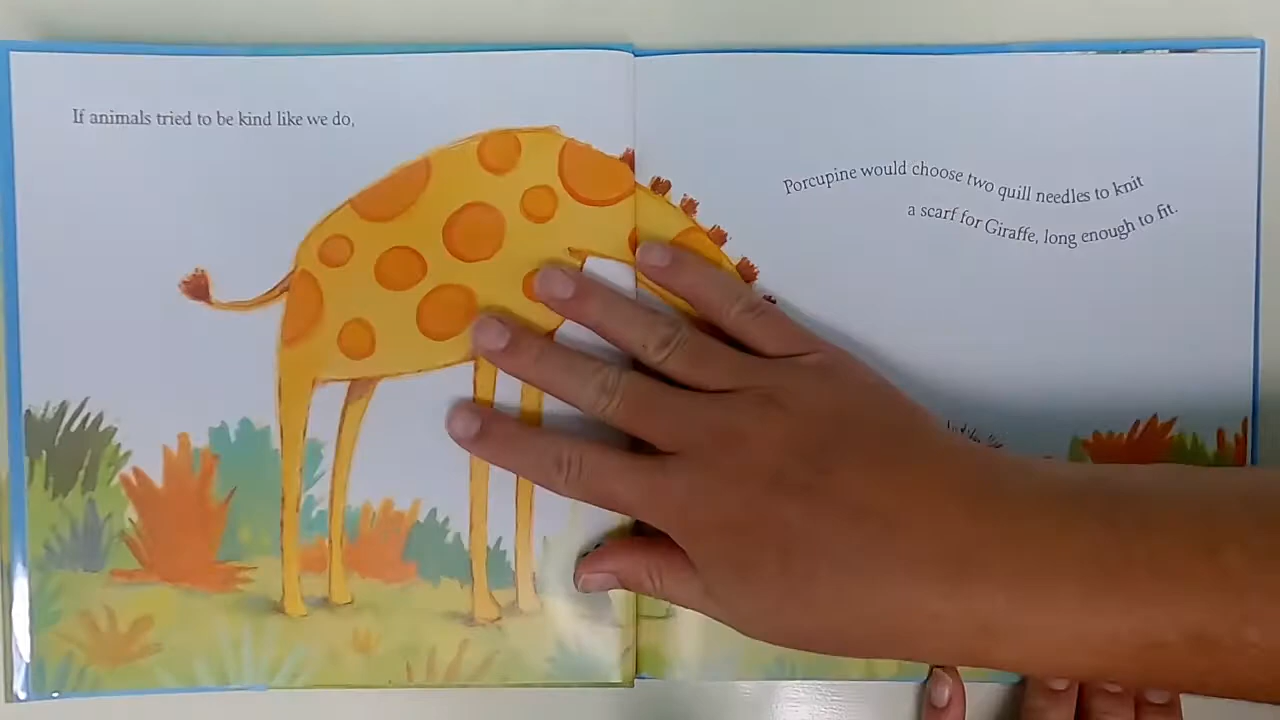 If animals tried to be kind like we do,
Porcupine would choose two quill needles to knit
a scarf for Giraffe, long enough to fit.